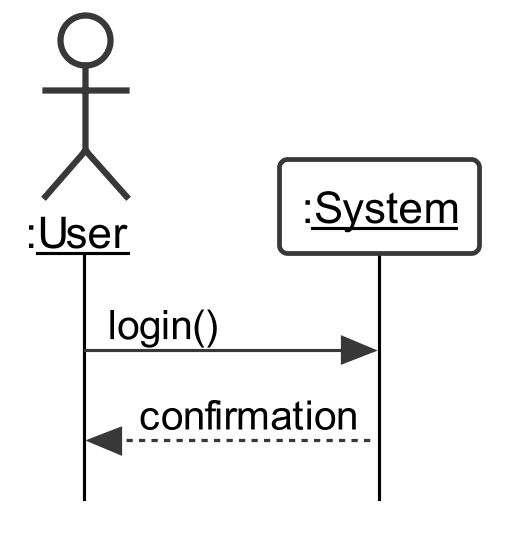 :User
:System
login()
confirmation